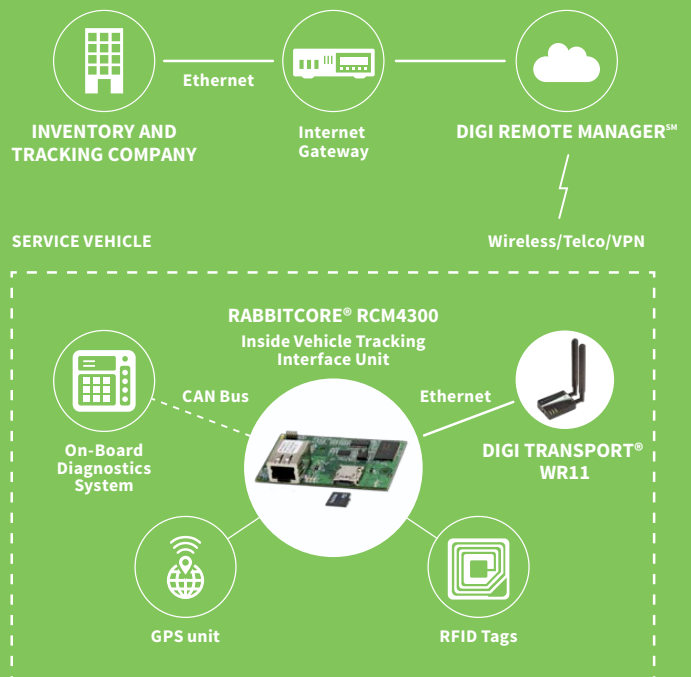 Ethernet
INVENTORY AND
TRACKING COMPANY
Internet
Gateway
DIGI REMOTE MANAGER℠
SERVICE VEHICLE
Wireless/Telco/VPN
RABBITCORE® RCM4300
Inside Vehicle Tracking
Interface Unit
CAN Bus
Ethernet
On-Board
Diagnostics
System
DIGI TRANSPORT®
WR11
GPS unit
RFID Tags